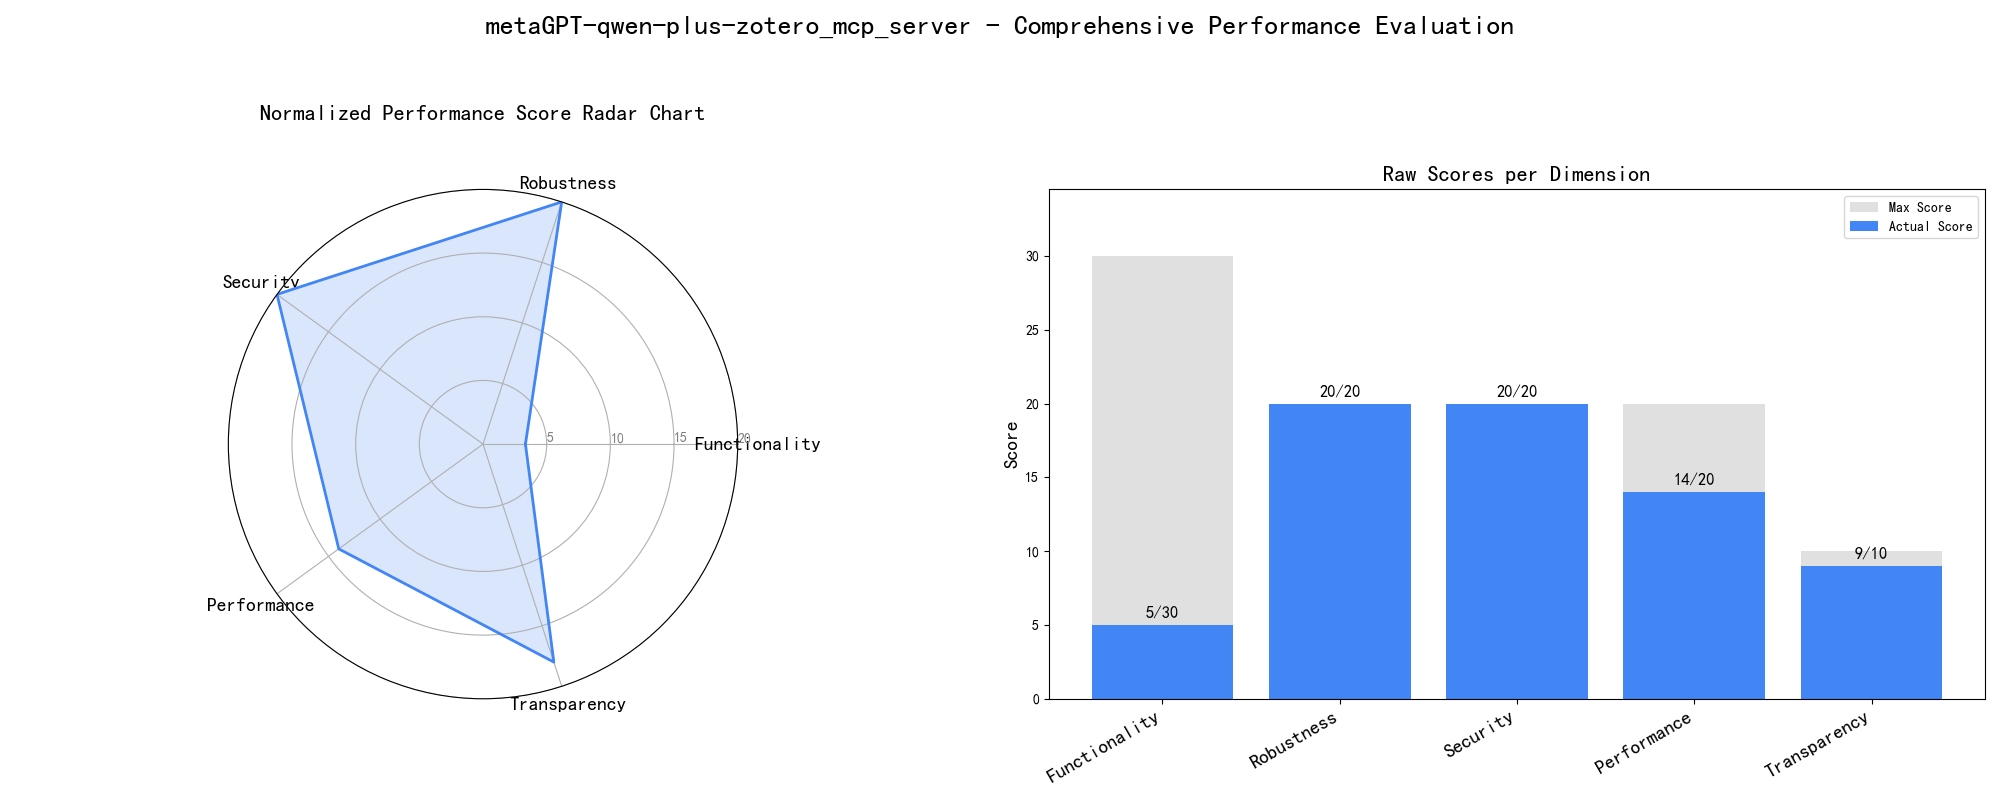 metaGPT-qwen-plus-zotero_mcp_server - Comprehensive Performance Evaluation
Normalized Performance Score Radar Chart
Robustness
Security
Functionality
5
10
15
20
Performance
Transparency
Raw Scores per Dimension
Max Score
Actual Score
Score
30
25
20
15
10
5
0
5/30
20/20
20/20
14/20
9/10
Functionality
Robustness
Security
Performance
Transparency